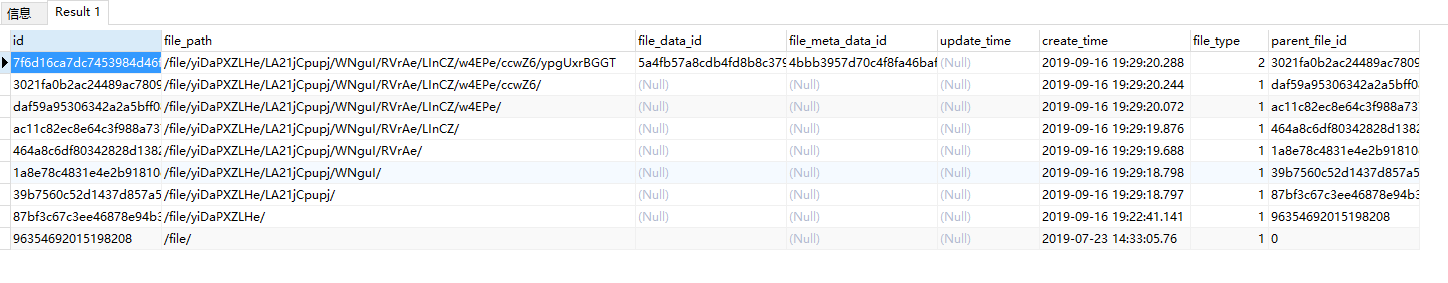 信息 Result 1
id file_path file_data_id file_meta_data_id update_time create_time file_type parent_file_id
7f6d16ca7dc7453984d46f /file/yiDaPXZLHe/LA21jCpupj/WNguI/RVrAe/LInCZ/w4EPe/ccwZ6/ypgUxrBGGT 5a4fb57a8cdb4fd8b8c379 4bbb3957d70c4f8fa46baf (Null) 2019-09-16 19:29:20.288 2 3021fa0b2ac24489ac7809
3021fa0b2ac24489ac7809 /file/yiDaPXZLHe/LA21jCpupj/WNguI/RVrAe/LInCZ/w4EPe/ccwZ6/ (Null) (Null) (Null) 2019-09-16 19:29:20.244 1 daf59a95306342a2a5bff0
daf59a95306342a2a5bff0 /file/yiDaPXZLHe/LA21jCpupj/WNguI/RVrAe/LInCZ/w4EPe/ (Null) (Null) (Null) 2019-09-16 19:29:20.072 1 ac11c82ec8e64c3f988a73
ac11c82ec8e64c3f988a73 /file/yiDaPXZLHe/LA21jCpupj/WNguI/RVrAe/LInCZ/ (Null) (Null) (Null) 2019-09-16 19:29:19.876 1 464a8c6df80342828d1382
464a8c6df80342828d1382 /file/yiDaPXZLHe/LA21jCpupj/WNguI/RVrAe/ (Null) (Null) (Null) 2019-09-16 19:29:19.688 1 1a8e78c4831e4e2b91810
1a8e78c4831e4e2b91810 /file/yiDaPXZLHe/LA21jCpupj/WNguI/ (Null) (Null) (Null) 2019-09-16 19:29:18.798 1 39b7560c52d1437d857a5
39b7560c52d1437d857a5 /file/yiDaPXZLHe/LA21jCpupj/ (Null) (Null) (Null) 2019-09-16 19:29:18.797 1 87bf3c67c3ee46878e94b3
87bf3c67c3ee46878e94b3 /file/yiDaPXZLHe/ (Null) (Null) (Null) 2019-09-16 19:22:41.141 1 96354692015198208
96354692015198208 /file/ (Null) (Null) 2019-07-23 14:33:05.76 1 0